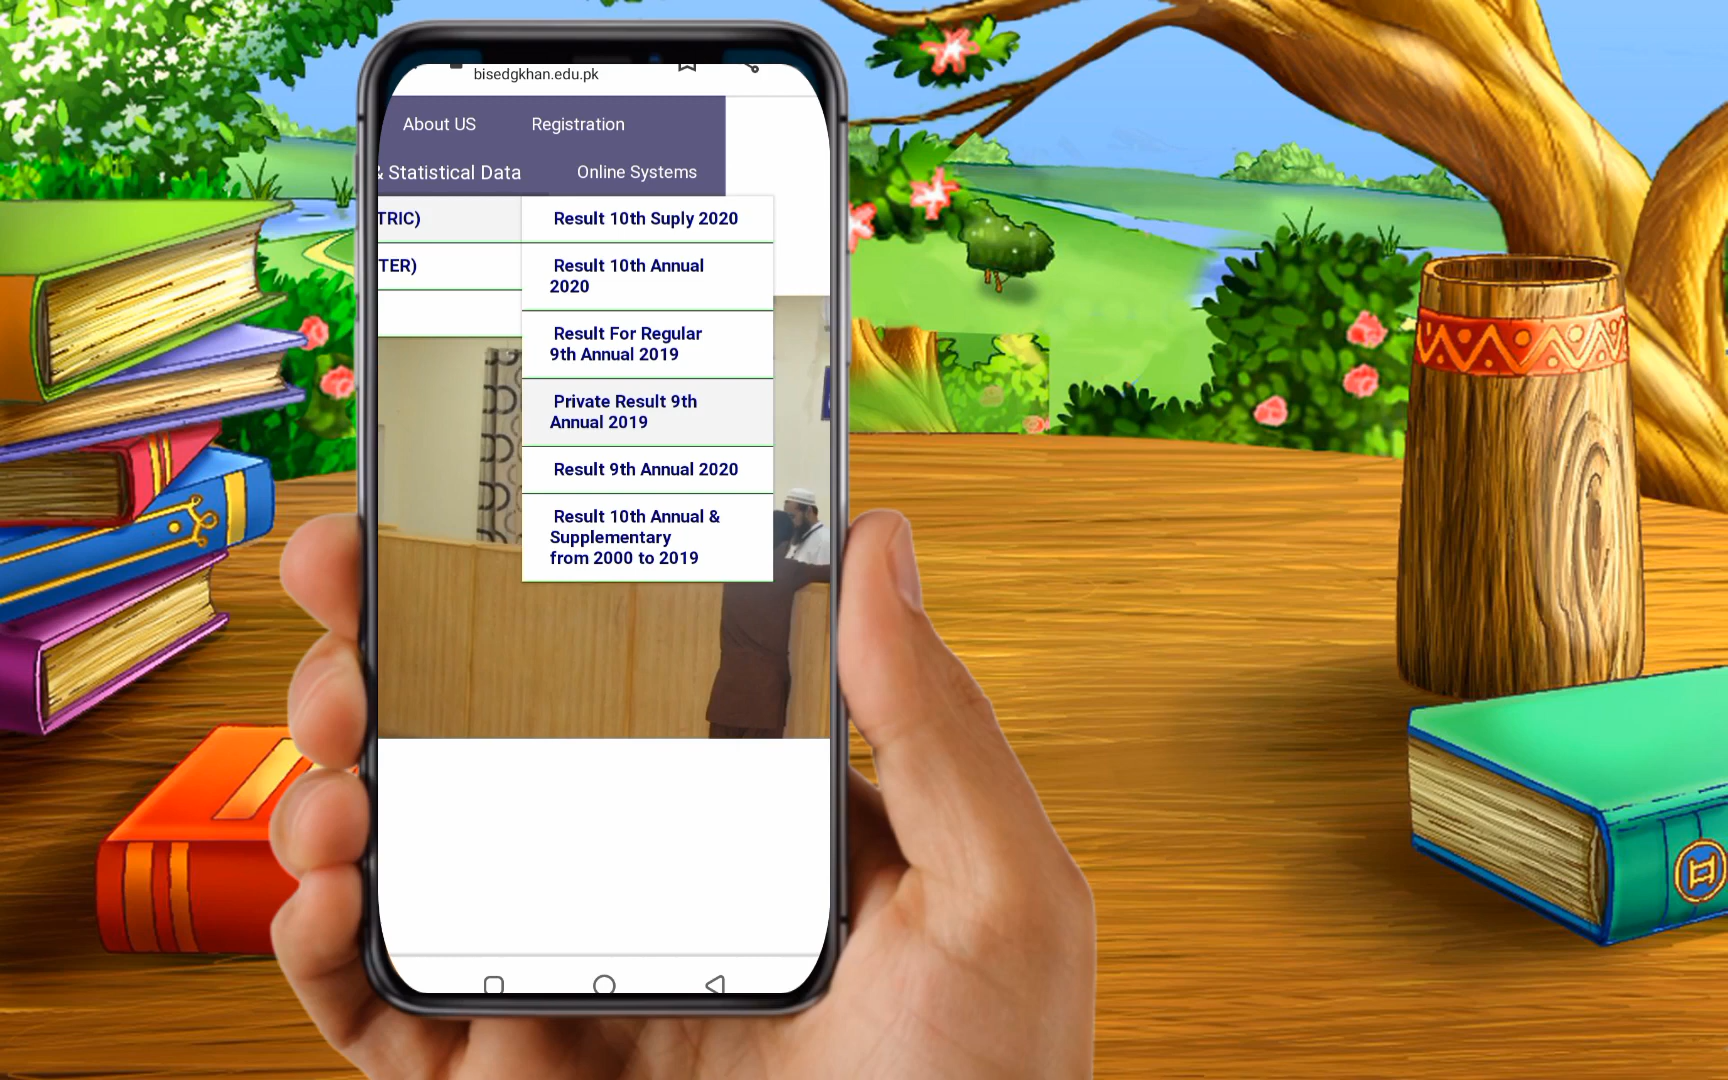 bisedgkhan.edu.pk
About US
Registration
& Statistical Data
Online Systems
TRIC)
TER)
Result 10th Suply 2020
Result 10th Annual
2020
Result For Regular
9th Annual 2019
Private Result 9th
Annual 2019
Result 9th Annual 2020
Result 10th Annual &
Supplementary
from 2000 to 2019